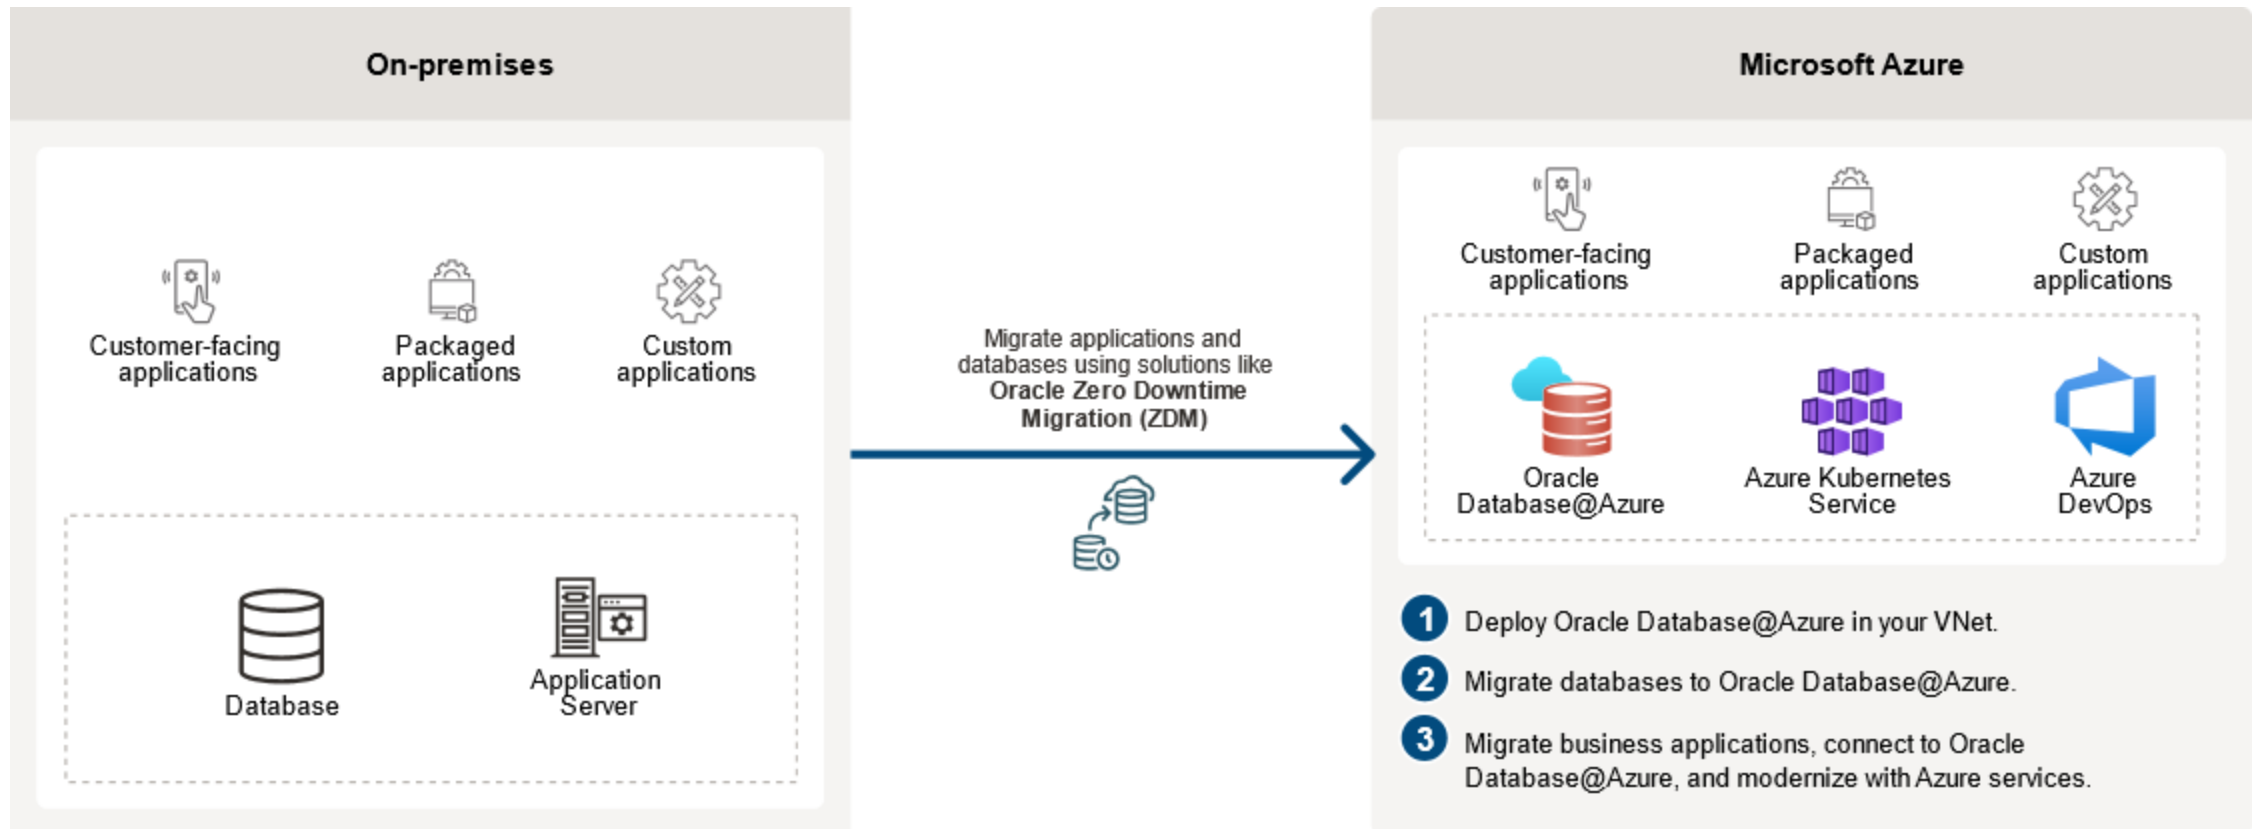 On-premises
Customer-facing
applications
Packaged
applications
Custom
applications
Database
Application
Server
Migrate applications and
databases using solutions like
Oracle Zero Downtime
Migration (ZDM)
Microsoft Azure
Customer-facing
applications
Packaged
applications
Custom
applications
Oracle
Database@Azure
Azure Kubernetes
Service
Azure
DevOps
1 Deploy Oracle Database@Azure in your VNet.
2 Migrate databases to Oracle Database@Azure.
3 Migrate business applications, connect to Oracle
Database@Azure, and modernize with Azure services.